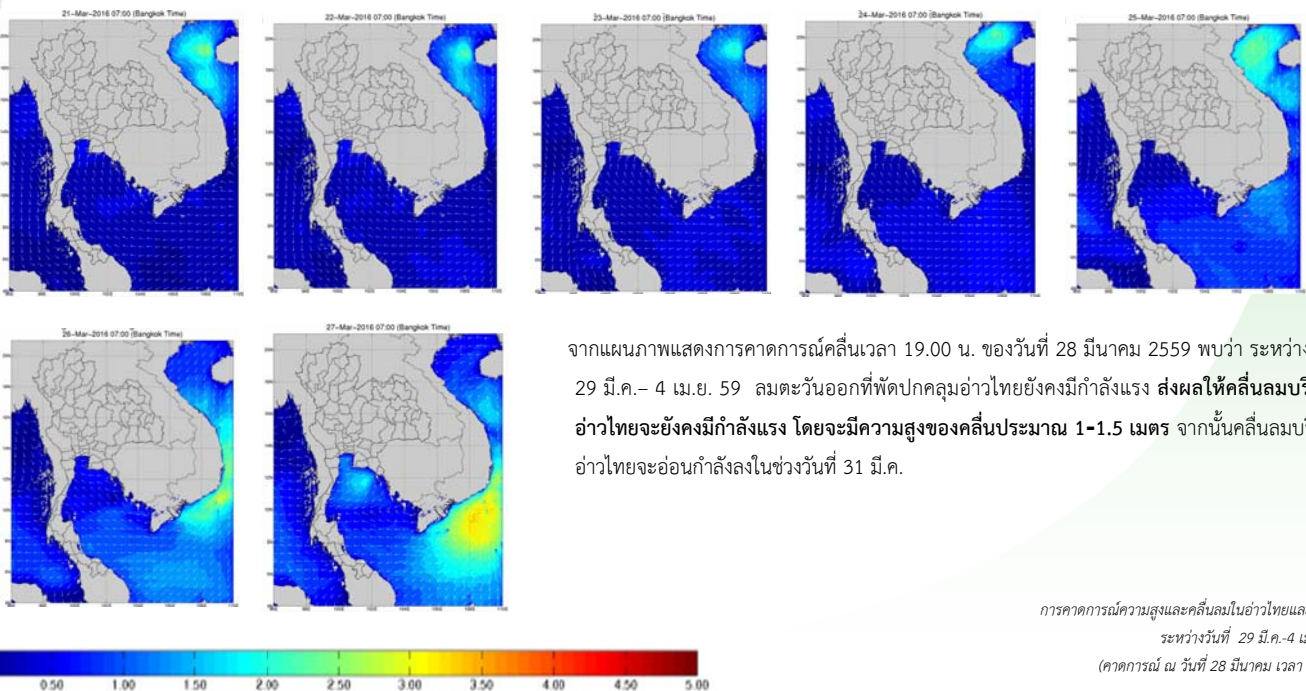 21-Mar-2016 07:00 (Bangkok Time)
22-Mar-2016 07:00 (Bangkok Time)
23-Mar-2016 07:00 (Bangkok Time)
24-Mar-2016 07:00 (Bangkok Time)
25-Mar-2016 07:00 (Bangkok Time)
26-Mar-2016 07:00 (Bangkok Time)
27-Mar-2016 07:00 (Bangkok Time)
จากแผนภาพแสดงการคาดการณ์คลื่นเวลา 19.00 น. ของวันที่ 28 มีนาคม 2559 พบว่า ระหว่าง
29 มี.ค.– 4 เม.ย. 59 ลมตะวันออกที่พัดปกคลุมอ่าวไทยยังคงมีกำลังแรง ส่งผลให้คลื่นลมบริ
อ่าวไทยจะยังคงมีกำลังแรง โดยจะมีความสูงของคลื่นประมาณ 1-1.5 เมตร จากนั้นคลื่นลมบริ
อ่าวไทยจะอ่อนกำลังลงในช่วงวันที่ 31 มี.ค.
การคาดการณ์ความสูงและคลื่นลมในอ่าวไทยและ
ระหว่างวันที่ 29 มี.ค.-4 เม
(คาดการณ์ ณ วันที่ 28 มีนาคม เวลา
0.50 1.00 1.50 2.00 2.50 3.00 3.50 4.00 4.50 5.00